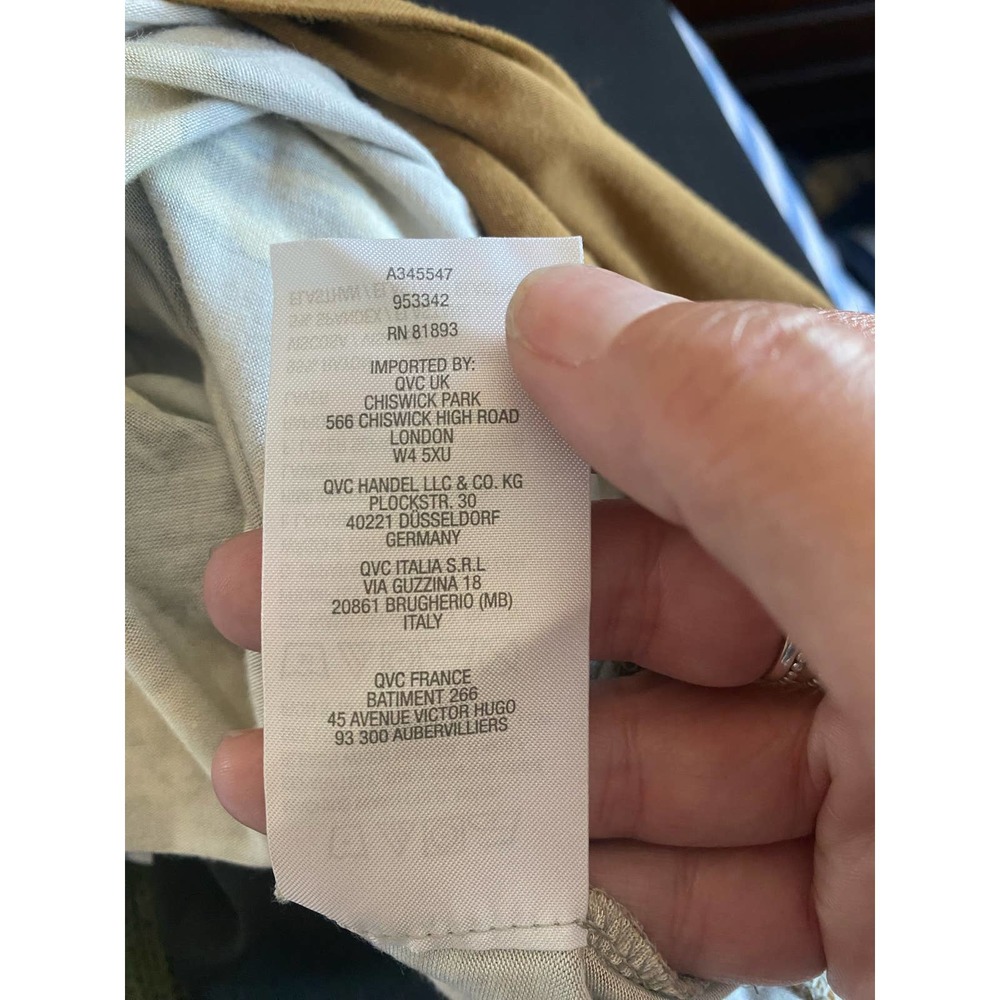 A345547
953342
RN 81893
IMPORTED BY:
QVC UK
CHISWICK PARK
566 CHISWICK HIGH ROAD
LONDON
W4 5XU
QVC HANDEL LLC & CO. KG
PLOCKSTR. 30
40221 DÜSSELDORF
GERMANY
QVC ITALIA S.R.L
VIA GUZZINA 18
20861 BRUGHERIO (MB)
ITALY
QVC FRANCE
BATIMENT 266
45 AVENUE VICTOR HUGO
93 300 AUBERVILLIERS